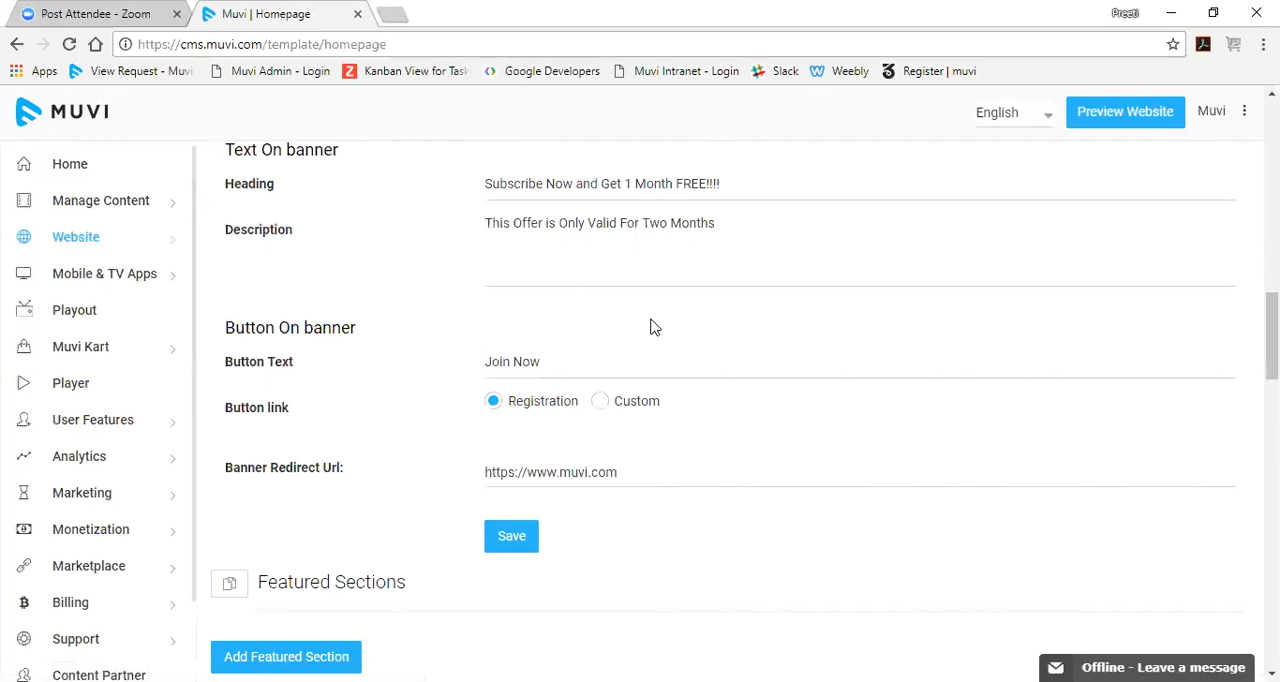 Post Attendee - Zoom
Muvi | Homepage
Preeti
https://cms.muvi.com/template/homepage
Apps
View Request - Muvi
Muvi Admin - Login
Kanban View for Task
Google Developers
Muvi Intranet - Login
Slack
Weebly
Register | muvi
MUVI
English
Preview Website
Muvi
Home
Manage Content
Website
Mobile & TV Apps
Playout
Muvi Kart
Player
User Features
Analytics
Marketing
Monetization
Marketplace
Billing
Support
Content Partner
Text On banner
Heading
Subscribe Now and Get 1 Month FREE!!!!
Description
This Offer is Only Valid For Two Months
Button On banner
Button Text
Join Now
Button link
Registration
Custom
Banner Redirect Url:
https://www.muvi.com
Save
Featured Sections
Add Featured Section
Offline - Leave a message